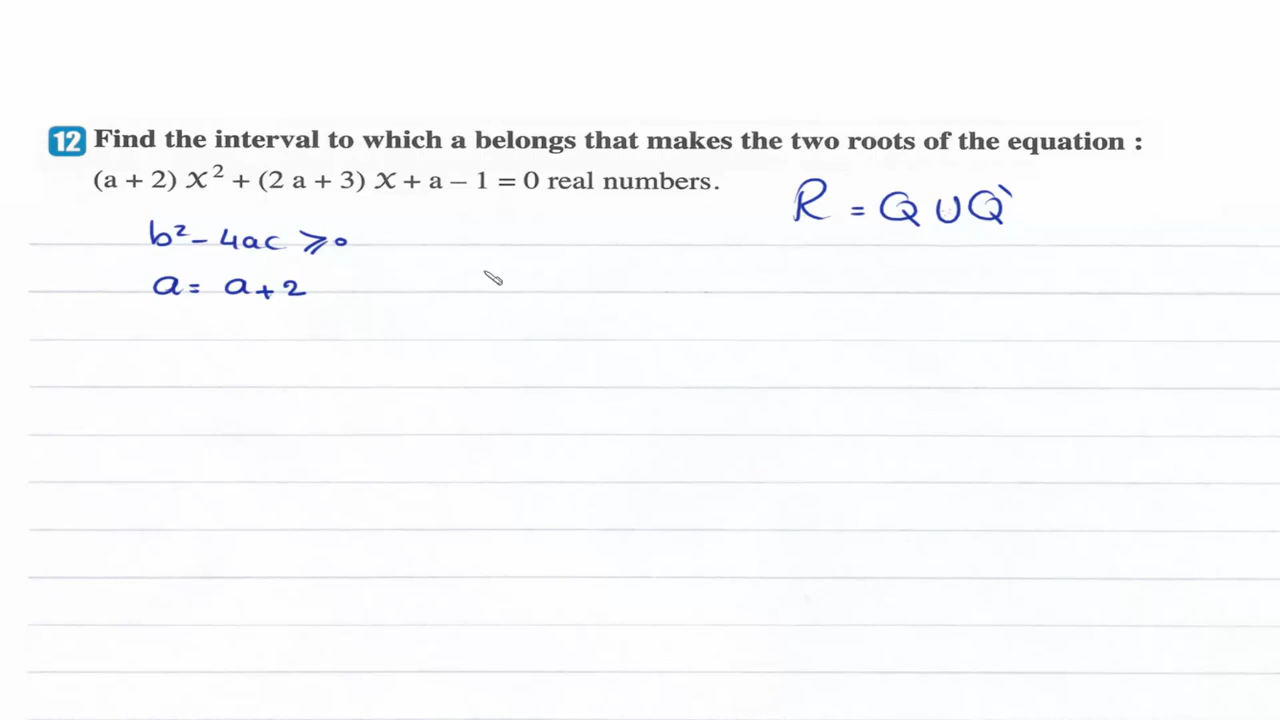 12 Find the interval to which a belongs that makes the two roots of the equation :
(a + 2) x² + (2 a + 3) x + a – 1 = 0 real numbers.
R = Q ∪ Q`
b² - 4ac ⩾ 0
a = a + 2